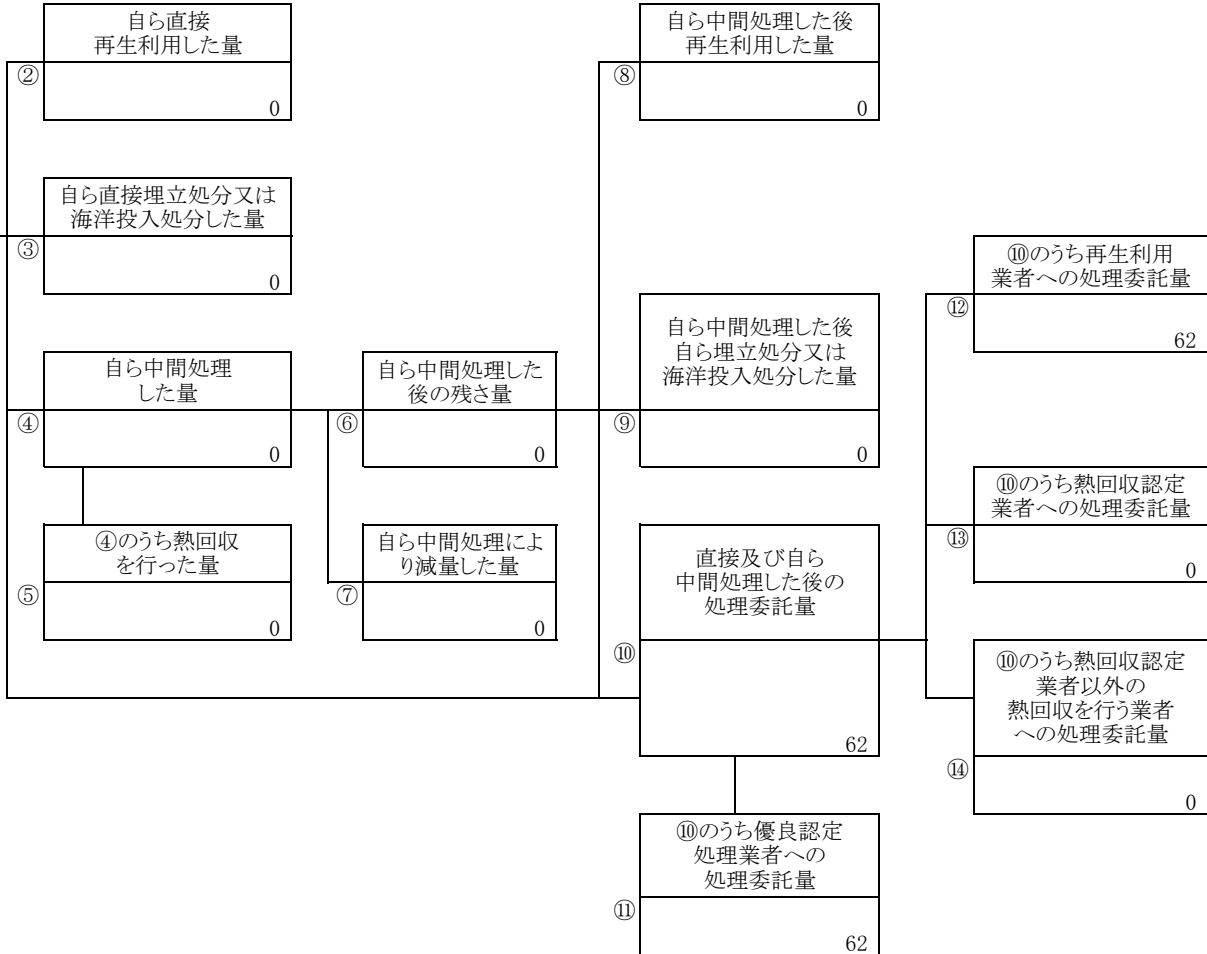 自ら直接
再生利用した量
②
0
自ら直接埋立処分又は
海洋投入処分した量
③
0
自ら中間処理
した量
④
0
④のうち熱回収
を行った量
⑤
0
自ら中間処理した
後の残さ量
⑥
0
自ら中間処理によ
り減量した量
⑦
0
自ら中間処理した後
再生利用した量
⑧
0
自ら中間処理した後
自ら埋立処分又は
海洋投入処分した量
⑨
0
直接及び自ら
中間処理した後の
処理委託量
⑩
62
⑩のうち優良認定
処理業者への
処理委託量
⑪
62
⑩のうち再生利用
業者への処理委託量
⑫
62
⑩のうち熱回収認定
業者への処理委託量
⑬
0
⑩のうち熱回収認定
業者以外の
熱回収を行う業者
への処理委託量
⑭
0